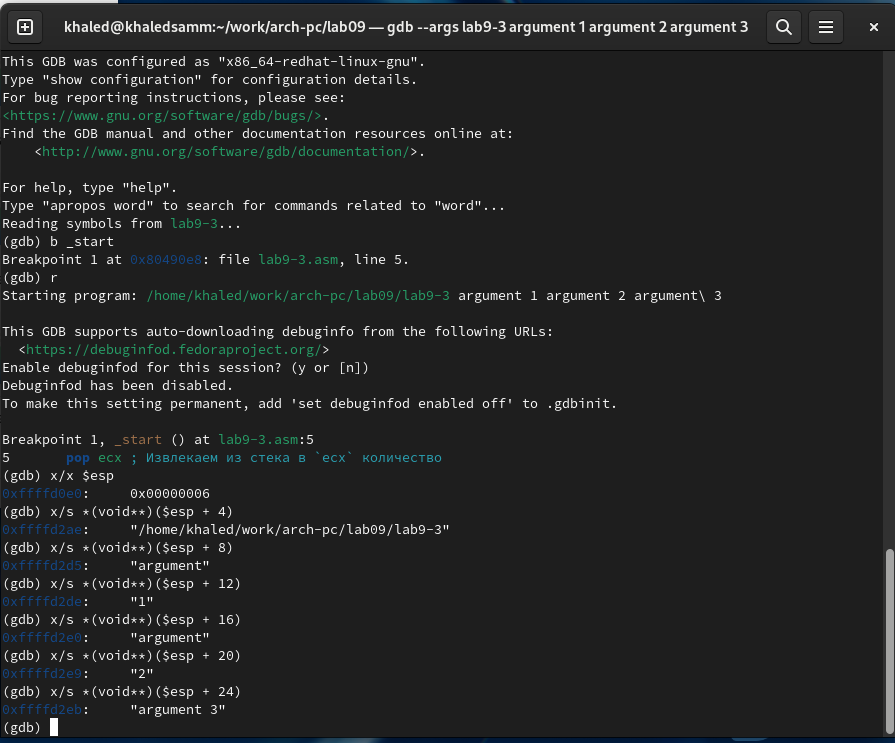 khaled@khaledsamm:~/work/arch-pc/lab09 — gdb --args lab9-3 argument 1 argument 2 argument 3
This GDB was configured as "x86_64-redhat-linux-gnu".
Type "show configuration" for configuration details.
For bug reporting instructions, please see:
<https://www.gnu.org/software/gdb/bugs/>.
Find the GDB manual and other documentation resources online at:
    <http://www.gnu.org/software/gdb/documentation/>.

For help, type "help".
Type "apropos word" to search for commands related to "word"...
Reading symbols from lab9-3...
(gdb) b _start
Breakpoint 1 at 0x80490e8: file lab9-3.asm, line 5.
(gdb) r
Starting program: /home/khaled/work/arch-pc/lab09/lab9-3 argument 1 argument 2 argument\ 3

This GDB supports auto-downloading debuginfo from the following URLs:
  <https://debuginfod.fedoraproject.org/>
Enable debuginfod for this session? (y or [n])
Debuginfod has been disabled.
To make this setting permanent, add 'set debuginfod enabled off' to .gdbinit.

Breakpoint 1, _start () at lab9-3.asm:5
5       pop ecx ; Извлекаем из стека в `ecx` количество
(gdb) x/x $esp
0xffffd0e0:     0x00000006
(gdb) x/s *(void**)($esp + 4)
0xffffd2ae:     "/home/khaled/work/arch-pc/lab09/lab9-3"
(gdb) x/s *(void**)($esp + 8)
0xffffd2d5:     "argument"
(gdb) x/s *(void**)($esp + 12)
0xffffd2de:     "1"
(gdb) x/s *(void**)($esp + 16)
0xffffd2e0:     "argument"
(gdb) x/s *(void**)($esp + 20)
0xffffd2e9:     "2"
(gdb) x/s *(void**)($esp + 24)
0xffffd2eb:     "argument 3"
(gdb)